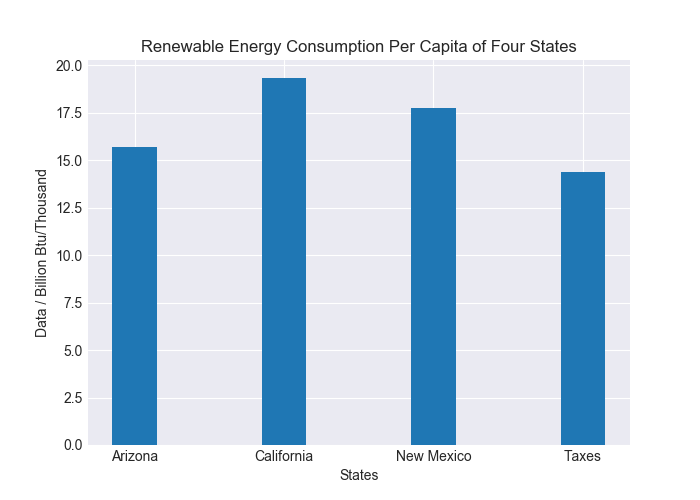 Renewable Energy Consumption Per Capita of Four States
Data / Billion Btu/Thousand
20.0
17.5
15.0
12.5
10.0
7.5
5.0
2.5
0.0
Arizona California New Mexico Taxes
States